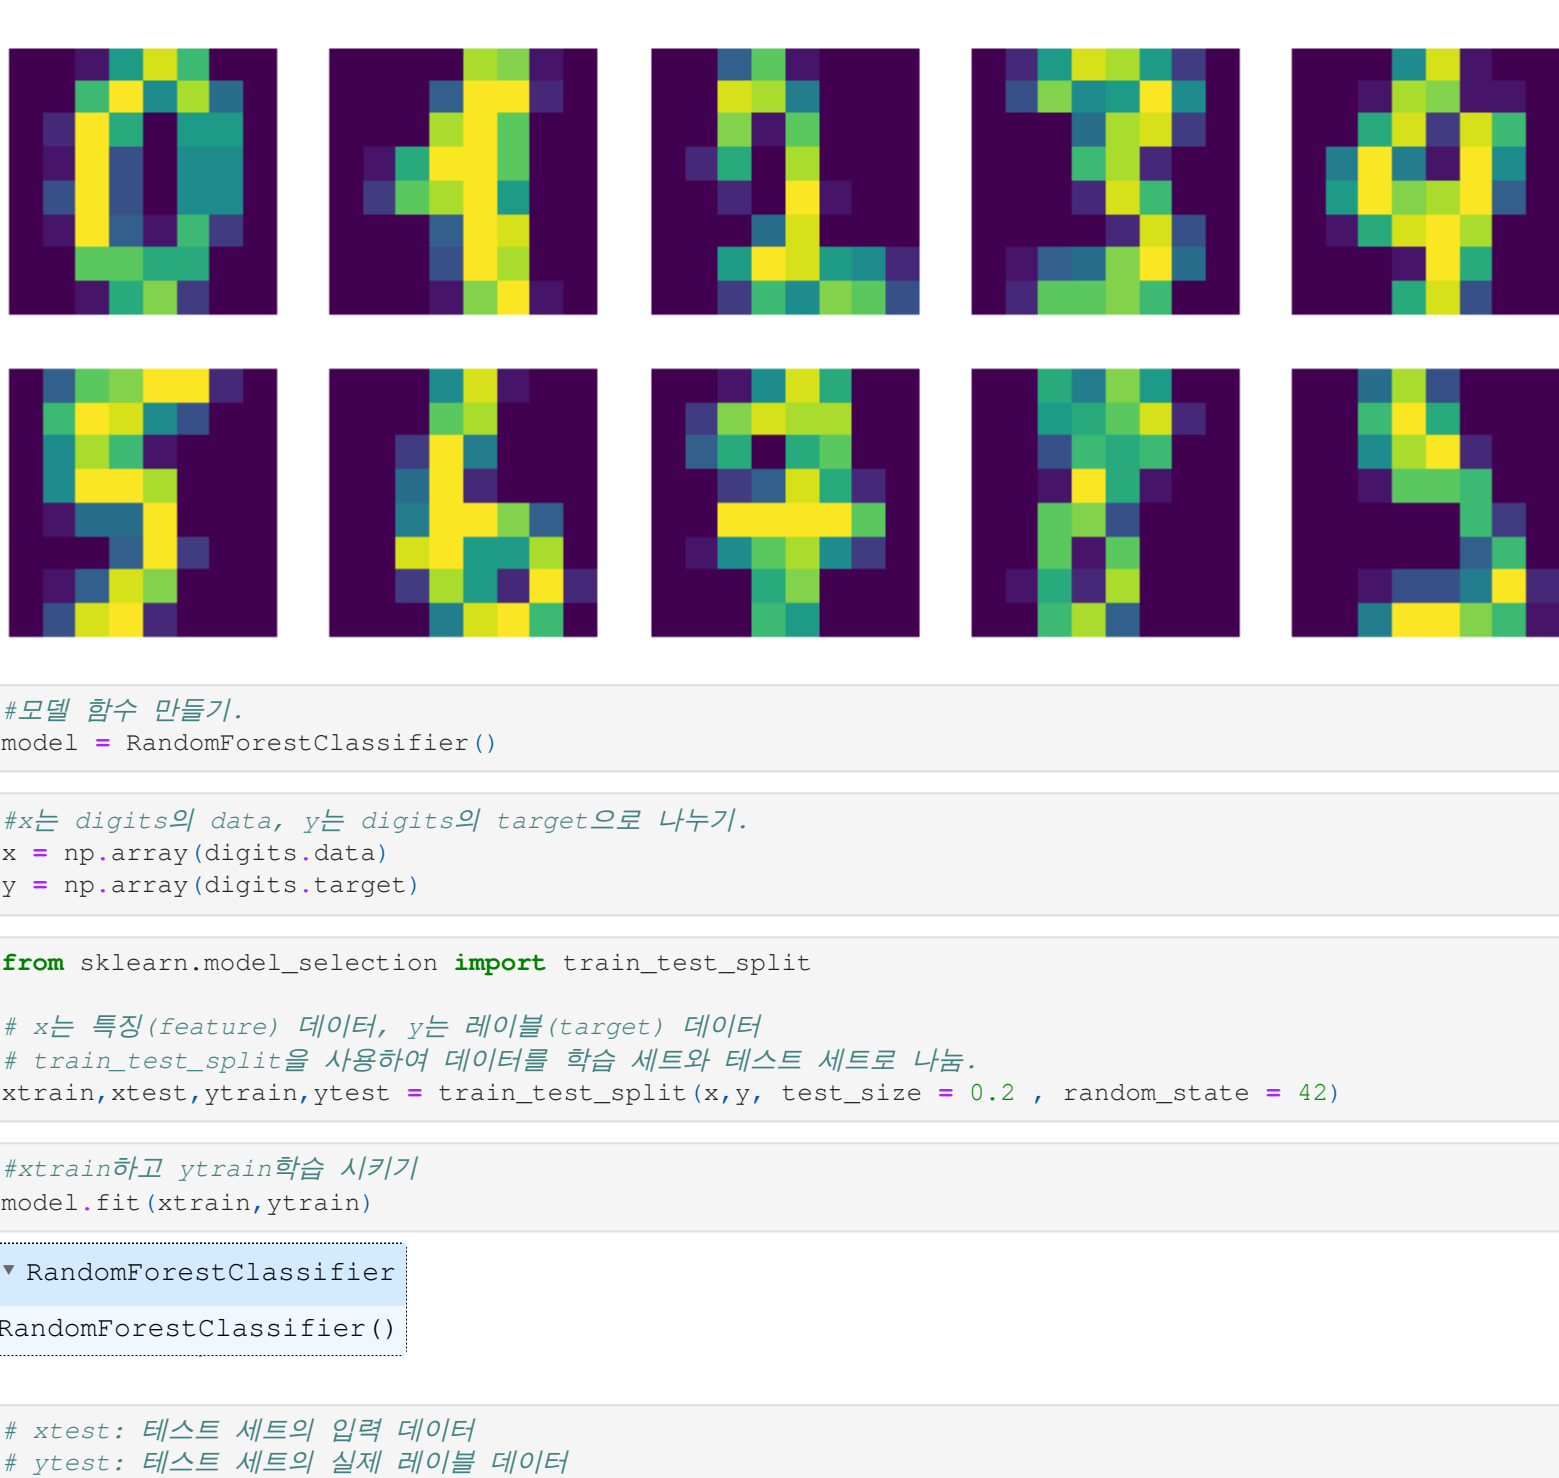 #모델 함수 만들기.
model = RandomForestClassifier()
#x는 digits의 data, y는 digits의 target으로 나누기.
x = np.array(digits.data)
y = np.array(digits.target)
from sklearn.model_selection import train_test_split
# x는 특징(feature) 데이터, y는 레이블(target) 데이터
# train_test_split을 사용하여 데이터를 학습 세트와 테스트 세트로 나눔.
xtrain,xtest,ytrain,ytest = train_test_split(x,y, test_size = 0.2 , random_state = 42)
#xtrain하고 ytrain학습 시키기
model.fit(xtrain,ytrain)
▼ RandomForestClassifier
RandomForestClassifier()
# xtest: 테스트 세트의 입력 데이터
# ytest: 테스트 세트의 실제 레이블 데이터